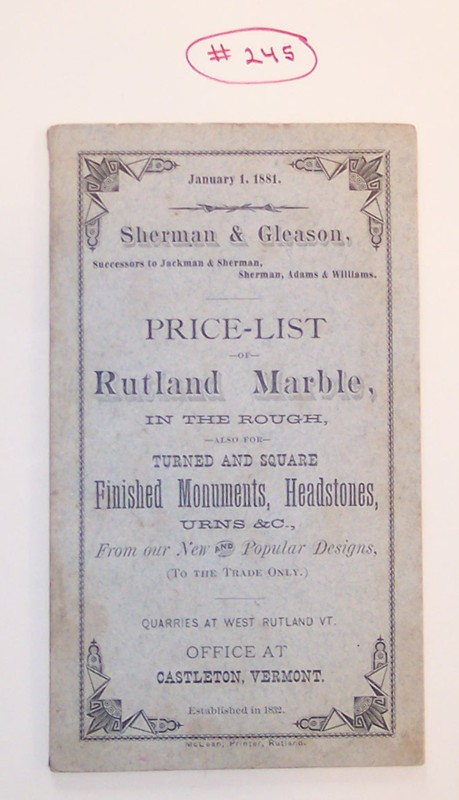 # 245
January 1, 1881.
Sherman & Gleason,
Successors to Jackman & Sherman,
Sherman, Adams & Williams.
PRICE-LIST
—OF—
Rutland Marble,
IN THE ROUGH,
—ALSO FOR—
TURNED AND SQUARE
Finished Monuments, Headstones,
URNS &C.,
From our New AND Popular Designs,
(TO THE TRADE ONLY.)
QUARRIES AT WEST RUTLAND VT.
OFFICE AT
CASTLETON, VERMONT.
Established in 1832.
McLean, Printer, Rutland.